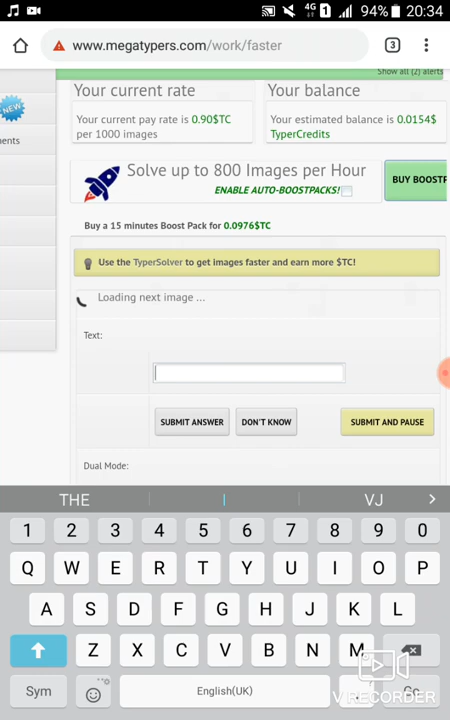 4G
1
94%
20:34
www.megatypers.com/work/faster
3
Show all (2) alerts
NEW
ments
Your current rate
Your balance
Your current pay rate is 0.90$TC
per 1000 images
Your estimated balance is 0.0154$
TyperCredits
Solve up to 800 Images per Hour
ENABLE AUTO-BOOSTPACKS!
BUY BOOSTP
Buy a 15 minutes Boost Pack for 0.0976$TC
Use the TyperSolver to get images faster and earn more $TC!
Loading next image ...
Text:
SUBMIT ANSWER
DON'T KNOW
SUBMIT AND PAUSE
Dual Mode:
THE
I
VJ
1 2 3 4 5 6 7 8 9 0
Q W E R T Y U I O P
A S D F G H J K L
Z X C V B N M
Sym
English(UK)
.
Go
V RECORDER